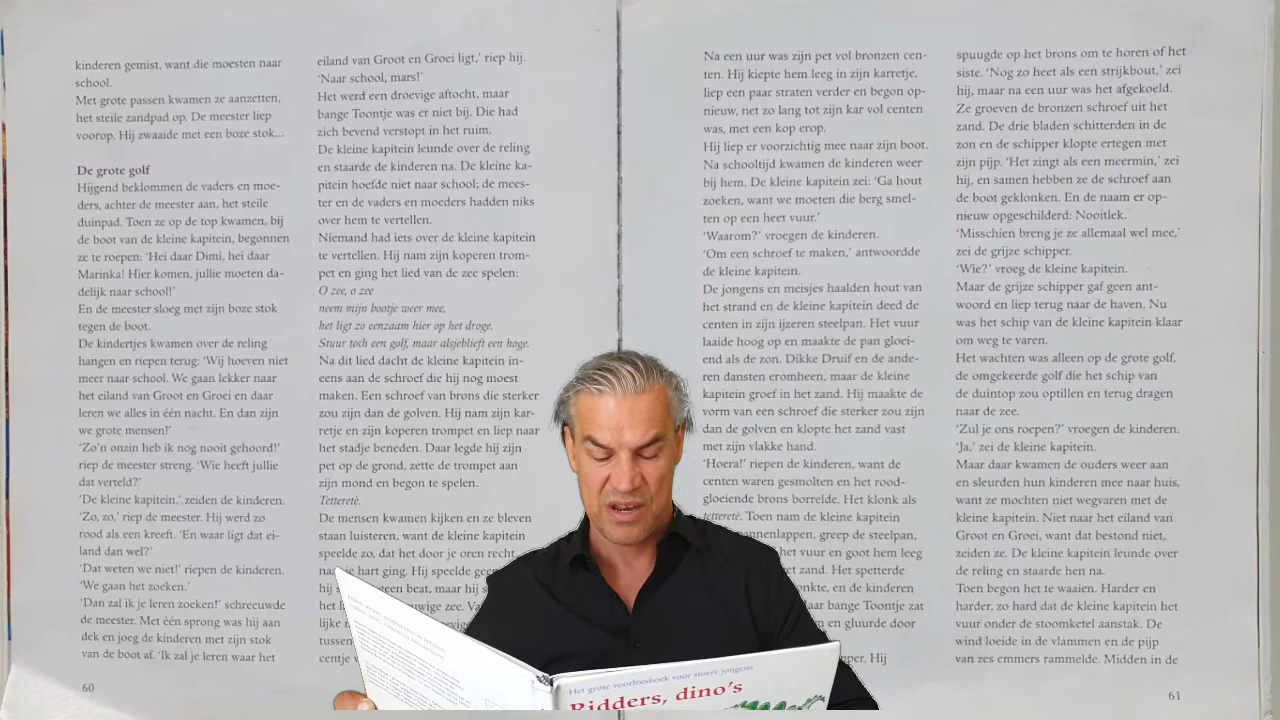 kinderen gemist, want die moesten naar
school.
Met grote passen kwamen ze aanzetten,
het steile zandpad op. De meester liep
voorop. Hij zwaaide met een boze stok...
De grote golf
Hijgend beklommen de vaders en moe-
ders, achter de meester aan, het steile
duinpad. Toen ze op de top kwamen, bij
de boot van de kleine kapitein, begonnen
ze te roepen: ‘Hei daar Dimi, hei daar
Marinka! Hier komen, jullie moeten da-
delijk naar school!’
En de meester sloeg met zijn boze stok
tegen de boot.
De kindertjes kwamen over de reling
hangen en riepen terug: ‘Wij hoeven niet
meer naar school. We gaan lekker naar
het eiland van Groot en Groei en daar
leren we alles in één nacht. En dan zijn
we grote mensen!’
‘Zo’n onzin heb ik nog nooit gehoord!’
riep de meester streng. ‘Wie heeft jullie
dat verteld?’
‘De kleine kapitein,’ zeiden de kinderen.
‘Zo, zo,’ riep de meester. Hij werd zo
rood als een kreeft. ‘En waar ligt dat ei-
land dan wel?’
‘Dat weten we niet!’ riepen de kinderen.
‘We gaan het zoeken.’
‘Dan zal ik je leren zoeken!’ schreeuwde
de meester. Met één sprong was hij aan
dek en joeg de kinderen met zijn stok
van de boot af. ‘Ik zal je leren waar het
60
eiland van Groot en Groei ligt,’ riep hij.
‘Naar school, mars!’
Het werd een droevige aftocht, maar
bange Toontje was er niet bij. Die had
zich bevend verstopt in het ruim.
De kleine kapitein leunde over de reling
en staarde de kinderen na. De kleine ka-
pitein hoefde niet naar school; de mees-
ter en de vaders en moeders hadden niks
over hem te vertellen.
Niemand had iets over de kleine kapitein
te vertellen. Hij nam zijn koperen trom-
pet en ging het lied van de zee spelen:
O zee, o zee
neem mijn bootje weer mee,
het ligt zo eenzaam hier op het droge.
Stuur toch een golf, maar alsjeblieft een hoge.
Na dit lied dacht de kleine kapitein in-
eens aan de schroef die hij nog moest
maken. Een schroef van brons die sterker
zou zijn dan de golven. Hij nam zijn kar-
retje en zijn koperen trompet en liep naar
het stadje beneden. Daar legde hij zijn
pet op de grond, zette de trompet aan
zijn mond en begon te spelen.
Tetteretè.
De mensen kwamen kijken en ze bleven
staan luisteren, want de kleine kapitein
speelde zo, dat het door je oren recht
hart ging. Hij speelde
een beat, maar hij
het
lijke
tussen
centje
Na een uur was zijn pet vol bronzen cen-
ten. Hij kiepte hem leeg in zijn karretje,
liep een paar straten verder en begon op-
nieuw, net zo lang tot zijn kar vol centen
was, met een kop erop.
Hij liep er voorzichtig mee naar zijn boot.
Na schooltijd kwamen de kinderen weer
bij hem. De kleine kapitein zei: ‘Ga hout
zoeken, want we moeten die berg smel-
ten op een heet vuur.’
‘Waarom?’ vroegen de kinderen.
‘Om een schroef te maken,’ antwoordde
de kleine kapitein.
De jongens en meisjes haalden hout van
het strand en de kleine kapitein deed de
centen in zijn ijzeren steelpan. Het vuur
laaide hoog op en maakte de pan gloei-
end als de zon. Dikke Druif en de ande-
ren dansten eromheen, maar de kleine
kapitein groef in het zand. Hij maakte de
vorm van een schroef die sterker zou zijn
dan de golven en klopte het zand vast
met zijn vlakke hand.
‘Hoera!’ riepen de kinderen, want de
centen waren gesmolten en het rood-
gloeiende brons borrelde. Het klonk als
tetteretè. Toen nam de kleine kapitein
pannenlappen, greep de steelpan,
het vuur en goot hem leeg
zand. Het spetterde
en de kinderen
bange Toontje zat
en gluurde door
Hij
spuugde op het brons om te horen of het
siste. ‘Nog zo heet als een strijkbout,’ zei
hij, maar na een uur was het afgekoeld.
Ze groeven de bronzen schroef uit het
zand. De drie bladen schitterden in de
zon en de schipper klopte ertegen met
zijn pijp. ‘Het zingt als een meermin,’ zei
hij, en samen hebben ze de schroef aan
de boot geklonken. En de naam er op-
nieuw opgeschilderd: Nooitlek.
‘Misschien breng je ze allemaal wel mee,’
zei de grijze schipper.
‘Wie?’ vroeg de kleine kapitein.
Maar de grijze schipper gaf geen ant-
woord en liep terug naar de haven. Nu
was het schip van de kleine kapitein klaar
om weg te varen.
Het wachten was alleen op de grote golf,
de omgekeerde golf die het schip van
de duintop zou optillen en terug dragen
naar de zee.
‘Zul je ons roepen?’ vroegen de kinderen.
‘Ja,’ zei de kleine kapitein.
Maar daar kwamen de ouders weer aan
en sleurden hun kinderen mee naar huis,
want ze mochten niet wegvaren met de
kleine kapitein. Niet naar het eiland van
Groot en Groei, want dat bestond niet,
zeiden ze. De kleine kapitein leunde over
de reling en staarde hen na.
Toen begon het te waaien. Harder en
harder, zo hard dat de kleine kapitein het
vuur onder de stoomketel aanstak. De
wind loeide in de vlammen en de pijp
van zes emmers rammelde. Midden in de
61
Het grote voorleesboek voor stoere jongens
Ridders, dino’s